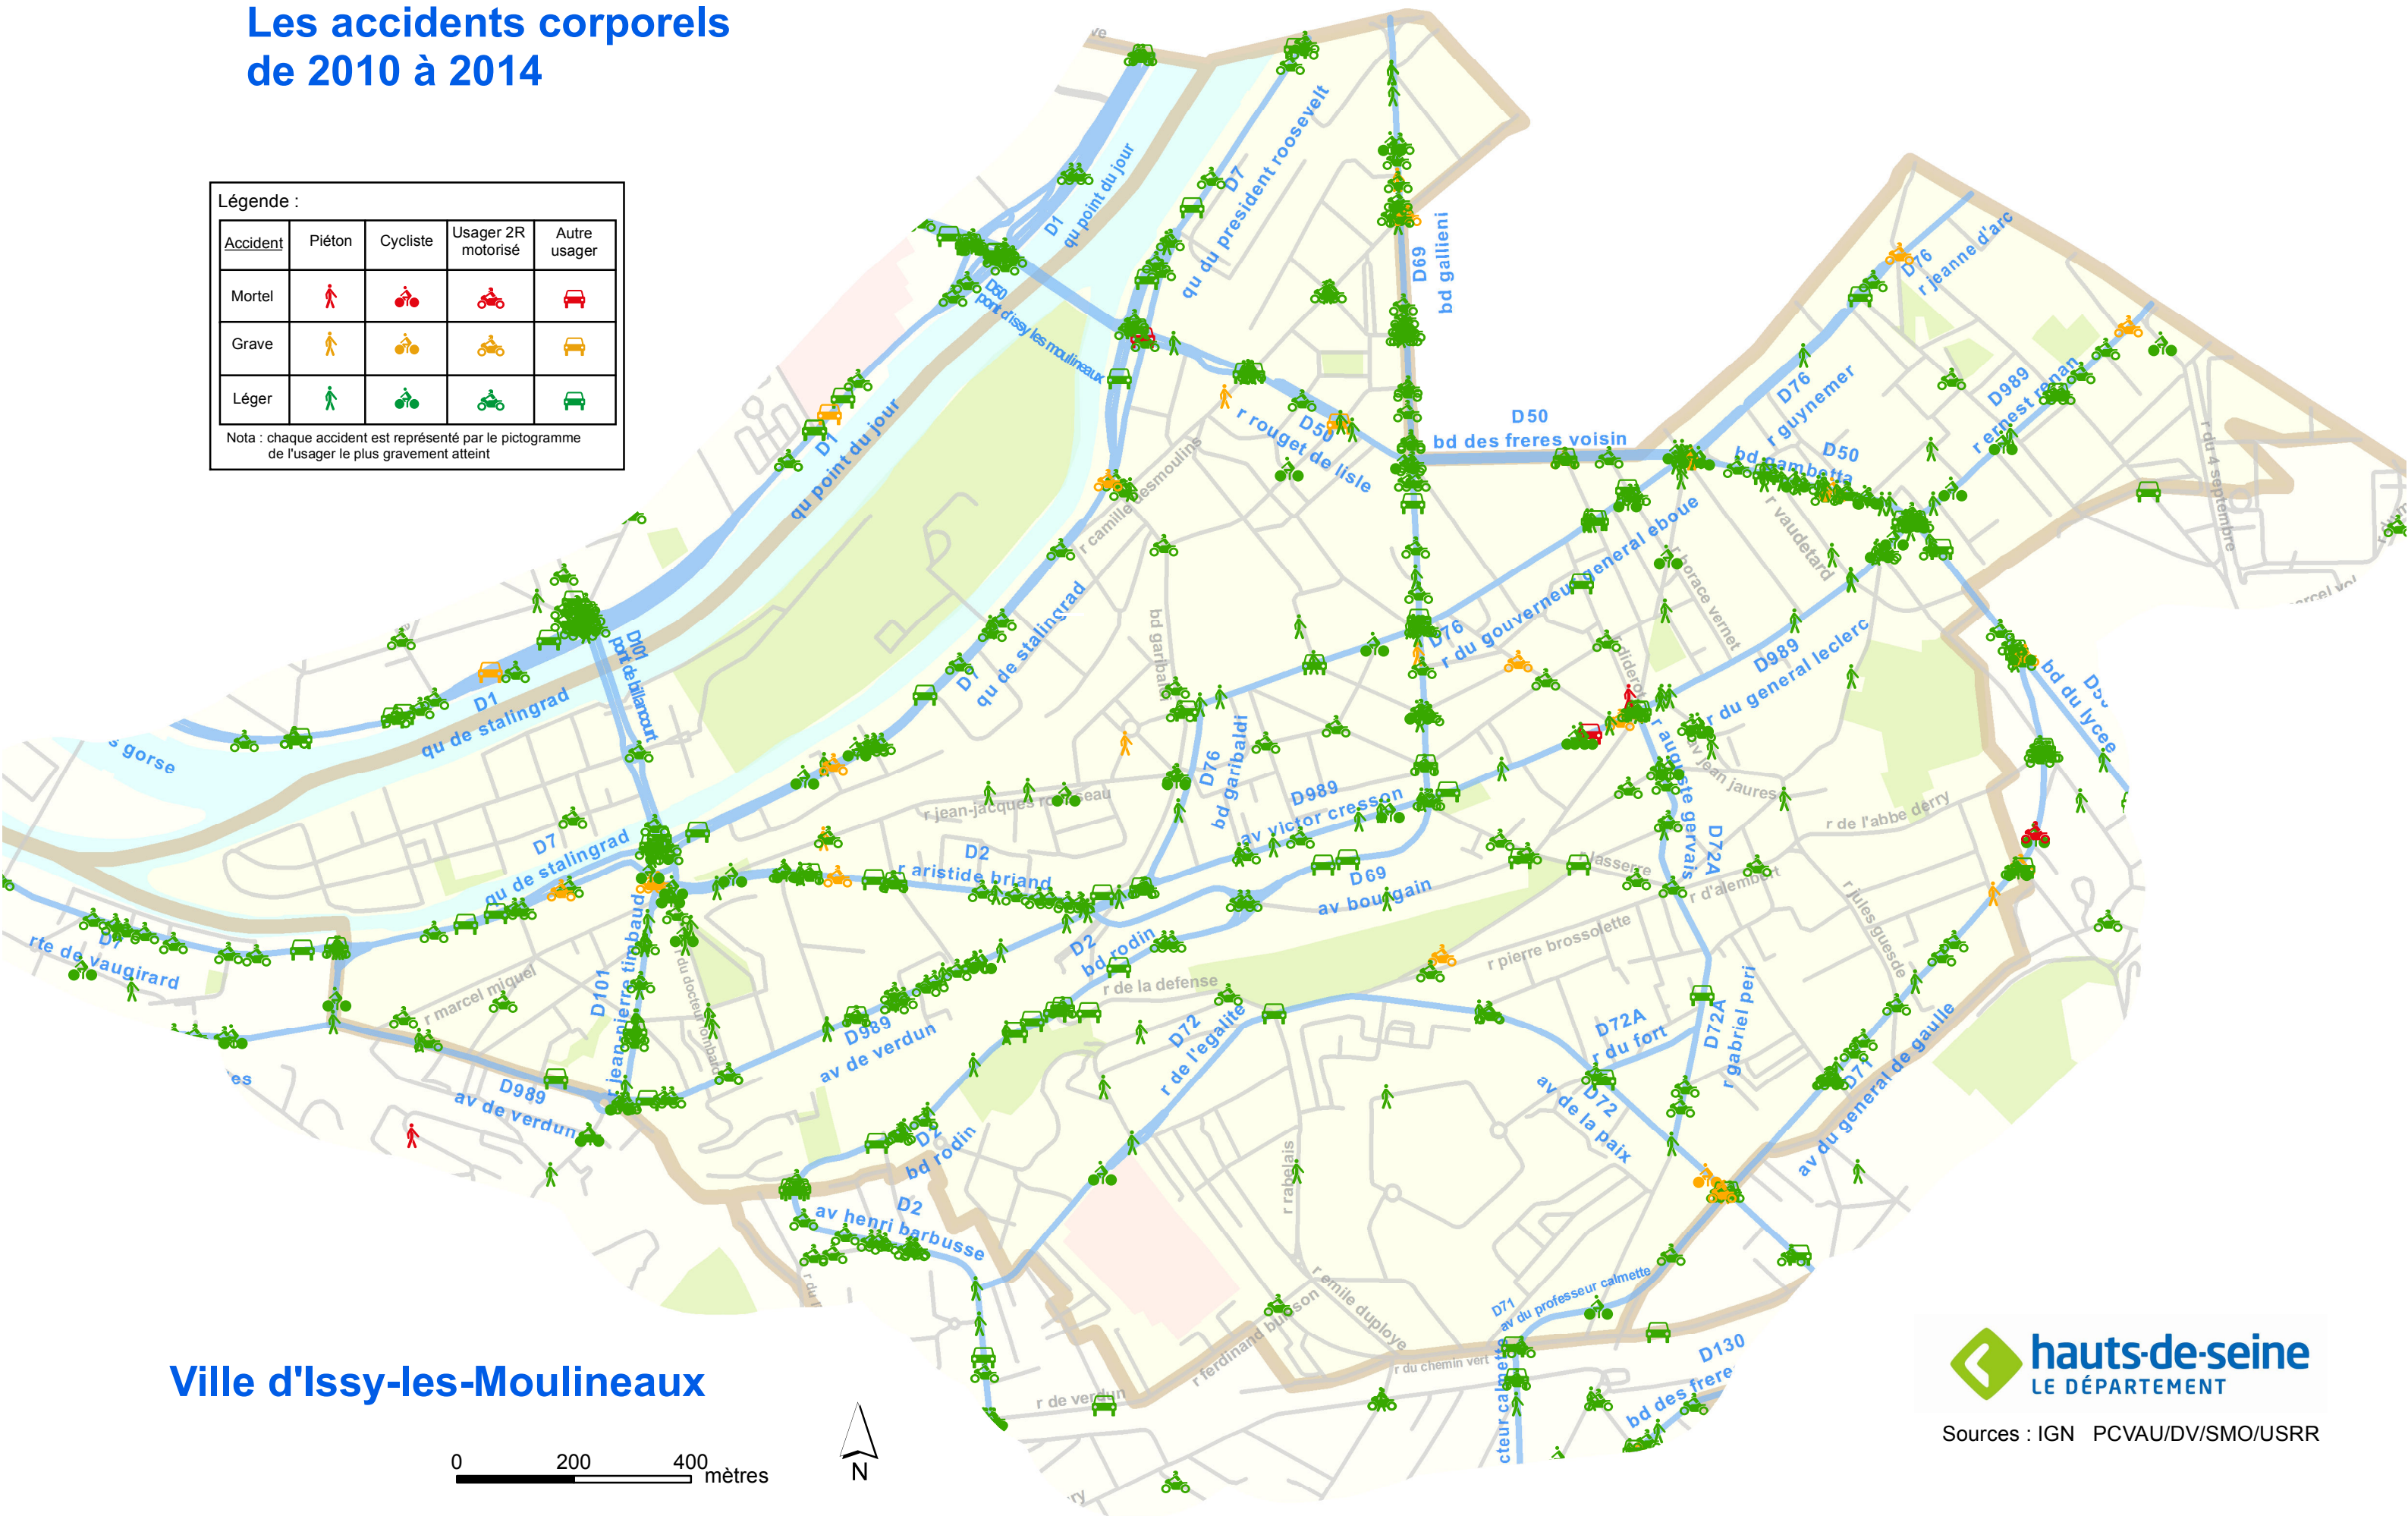 Les accidents corporels
de 2010 à 2014
Légende :
Accident
Piéton
Cycliste
Usager 2R
motorisé
Autre
usager
Mortel
Grave
Léger
Nota : chaque accident est représenté par le pictogramme
de l'usager le plus gravement atteint
D1
qu point du jour
D7
qu du president roosevelt
D69
bd gallieni
D50
pont d'issy les moulineaux
D1
qu point du jour
r camille desmoulins
D50
r rouget de lisle
D50
bd des freres voisin
D76
r jeanne d'arc
D76
r guynemer
D50
bd gambetta
D989
r ernest renan
r du 4 septembre
r vaudetard
r horace vernet
r diderot
D76
r du gouverneur general eboue
D989
r du general leclerc
bd du lycee
D101
pont de billancourt
D1
qu de stalingrad
gorse
D7
qu de stalingrad
bd garibaldi
D76
bd garibaldi
r jean-jacques rousseau
D989
av victor cresson
r auguste gervais
D72A
av jean jaures
r de l'abbe derry
D7
qu de stalingrad
D2
r aristide briand
D69
av bourgain
r lasserre
r d'alembert
r jules guesde
D7
rte de vaugirard
r marcel miquel
D101
r jean-pierre timbaud
D2
bd rodin
r de la defense
r pierre brossolette
D989
av de verdun
D72
r de l'egalite
D72A
r du fort
D72A
r gabriel peri
D71
av du general de gaulle
es
D989
av de verdun
D2
bd rodin
D72
av de la paix
r rabelais
D2
av henri barbusse
r emile duploye
r ferdinand buisson
D71
av du professeur calmette
r du chemin vert
D130
bd des frere
cteur calmette
r de verdun
Ville d'Issy-les-Moulineaux
0 200 400
mètres
N
hauts-de-seine
LE DÉPARTEMENT
Sources : IGN PCVAU/DV/SMO/USRR